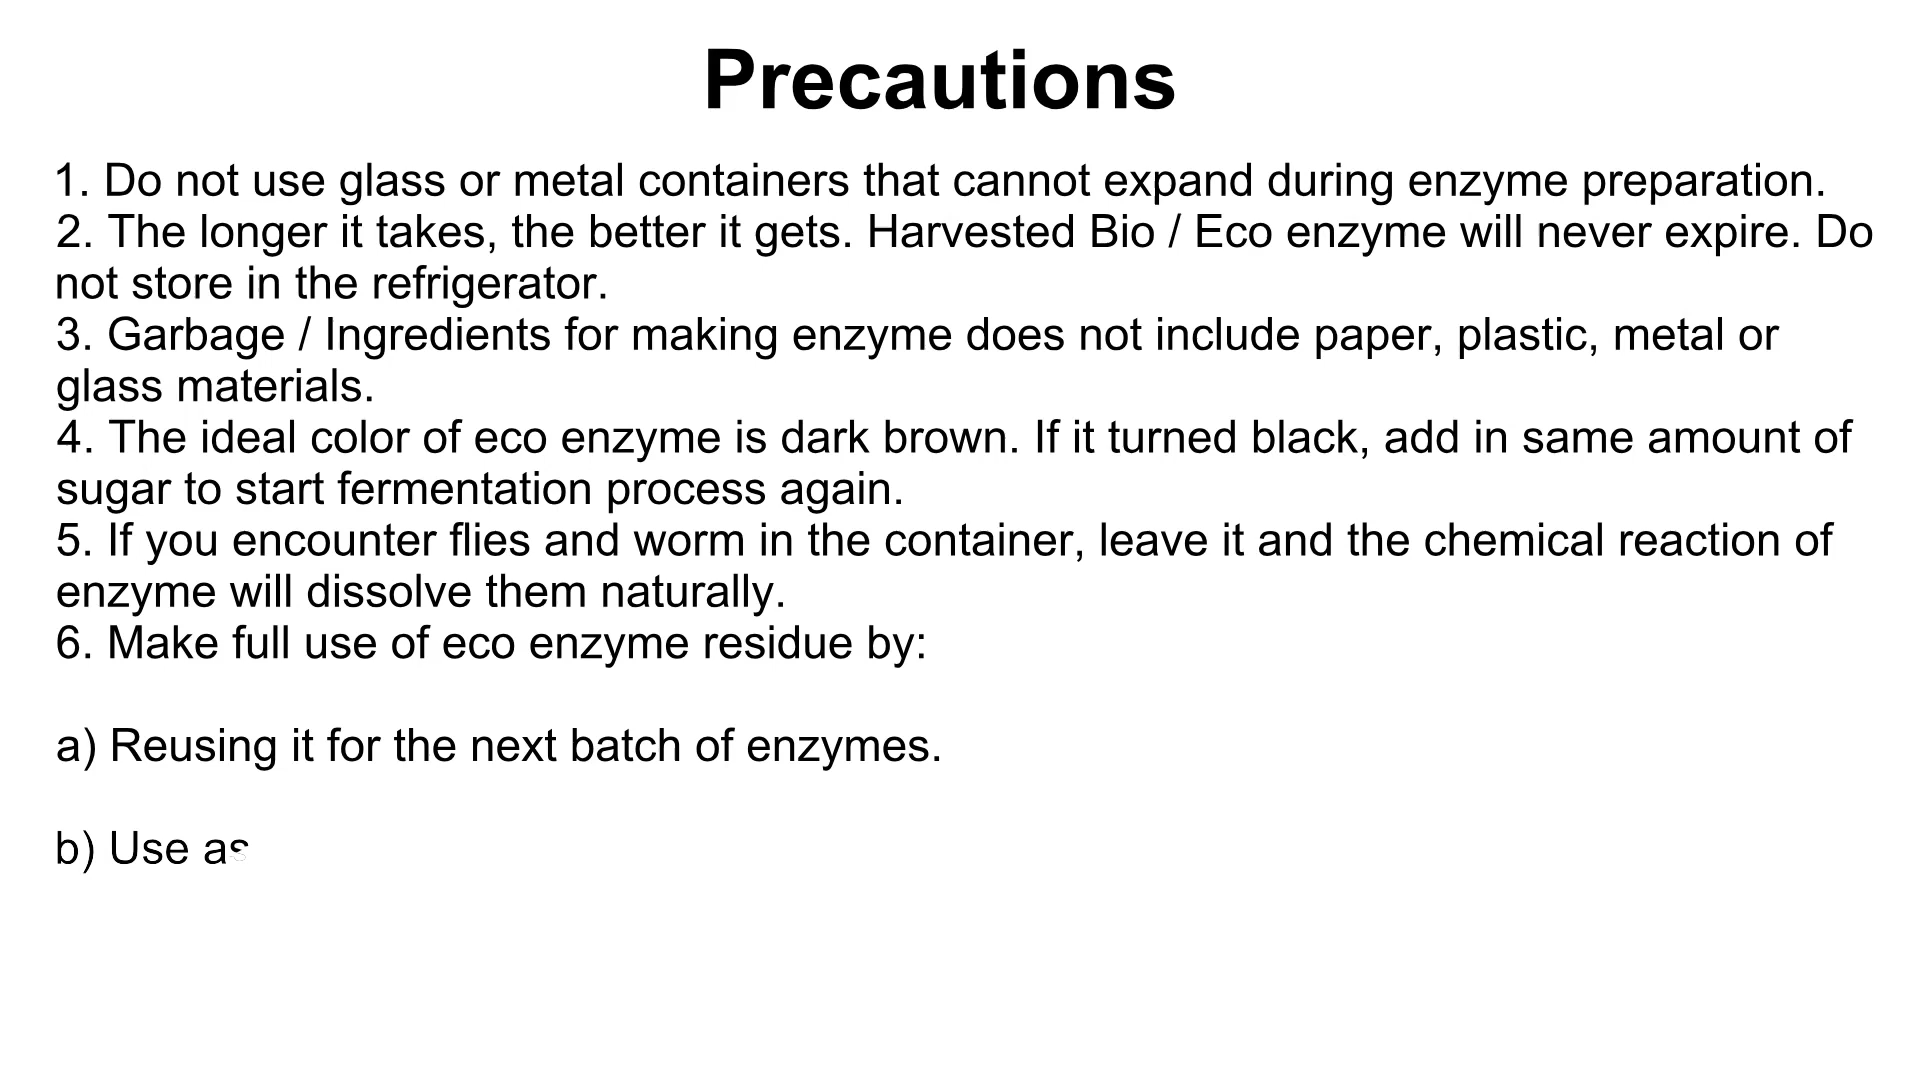 Precautions
1. Do not use glass or metal containers that cannot expand during enzyme preparation.
2. The longer it takes, the better it gets. Harvested Bio / Eco enzyme will never expire. Do
not store in the refrigerator.
3. Garbage / Ingredients for making enzyme does not include paper, plastic, metal or
glass materials.
4. The ideal color of eco enzyme is dark brown. If it turned black, add in same amount of
sugar to start fermentation process again.
5. If you encounter flies and worm in the container, leave it and the chemical reaction of
enzyme will dissolve them naturally.
6. Make full use of eco enzyme residue by:
a) Reusing it for the next batch of enzymes.
b) Use as